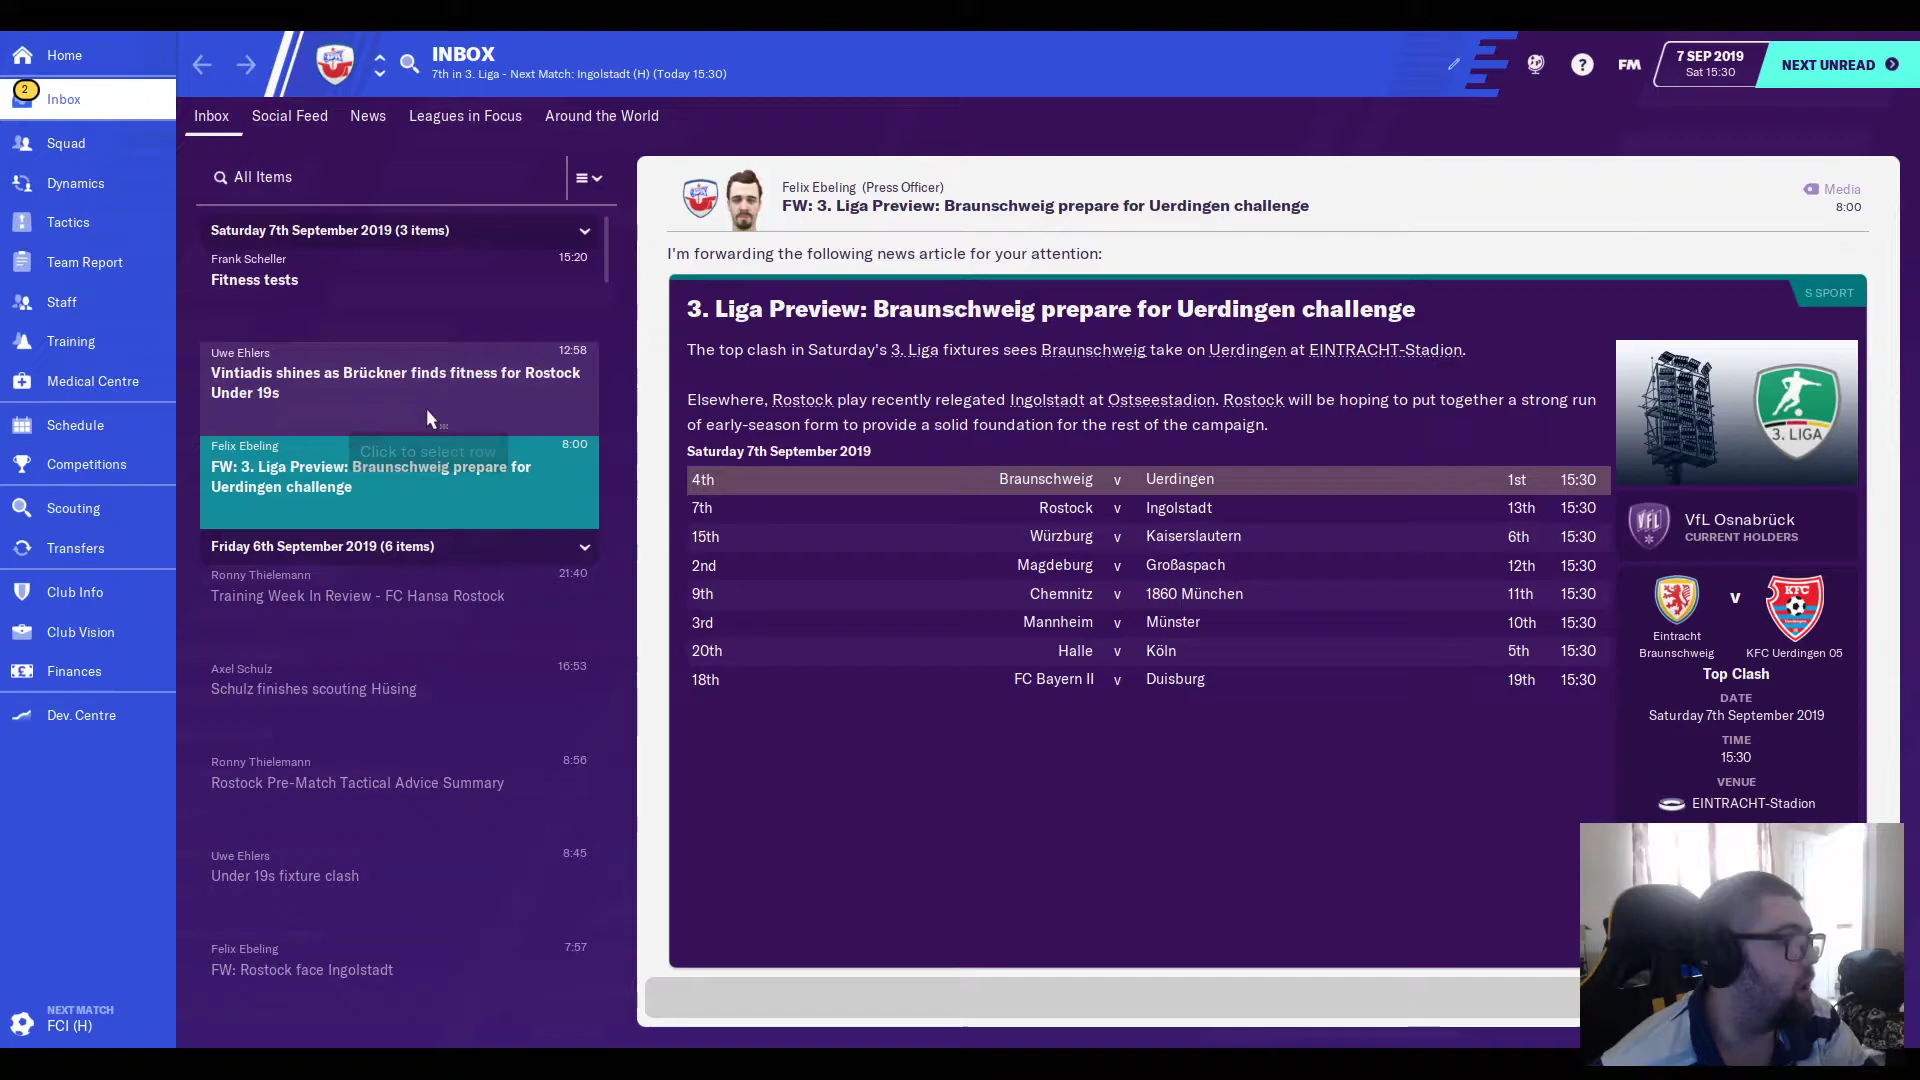 Home
2
Inbox
Squad
Dynamics
Tactics
Team Report
Staff
Training
Medical Centre
Schedule
Competitions
Scouting
Transfers
Club Info
Club Vision
Finances
Dev. Centre
NEXT MATCH
FCI (H)
INBOX
7th in 3. Liga - Next Match: Ingolstadt (H) (Today 15:30)
?
FM
7 SEP 2019
Sat 15:30
NEXT UNREAD
Inbox Social Feed News Leagues in Focus Around the World
All Items
Saturday 7th September 2019 (3 items)
Frank Scheller 15:20
Fitness tests
Uwe Ehlers 12:58
Vintiadis shines as Brückner finds fitness for Rostock
Under 19s
Click to select row
Felix Ebeling 8:00
FW: 3. Liga Preview: Braunschweig prepare for
Uerdingen challenge
Friday 6th September 2019 (6 items)
Ronny Thielemann 21:40
Training Week In Review - FC Hansa Rostock
Axel Schulz 16:53
Schulz finishes scouting Hüsing
Ronny Thielemann 8:56
Rostock Pre-Match Tactical Advice Summary
Uwe Ehlers 8:45
Under 19s fixture clash
Felix Ebeling 7:57
FW: Rostock face Ingolstadt
Felix Ebeling (Press Officer)
FW: 3. Liga Preview: Braunschweig prepare for Uerdingen challenge
Media
8:00
I'm forwarding the following news article for your attention:
S SPORT
3. Liga Preview: Braunschweig prepare for Uerdingen challenge
The top clash in Saturday's 3. Liga fixtures sees Braunschweig take on Uerdingen at EINTRACHT-Stadion.
Elsewhere, Rostock play recently relegated Ingolstadt at Ostseestadion. Rostock will be hoping to put together a strong run
of early-season form to provide a solid foundation for the rest of the campaign.
Saturday 7th September 2019
4th Braunschweig v Uerdingen 1st 15:30
7th Rostock v Ingolstadt 13th 15:30
15th Würzburg v Kaiserslautern 6th 15:30
2nd Magdeburg v Großaspach 12th 15:30
9th Chemnitz v 1860 München 11th 15:30
3rd Mannheim v Münster 10th 15:30
20th Halle v Köln 5th 15:30
18th FC Bayern II v Duisburg 19th 15:30
3. LIGA
VfL
VfL Osnabrück
CURRENT HOLDERS
KFC
v
Eintracht
Braunschweig
KFC Uerdingen 05
Top Clash
DATE
Saturday 7th September 2019
TIME
15:30
VENUE
EINTRACHT-Stadion